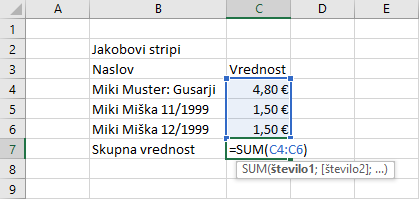 A B C D E
1
2 Jakobovi stripi
3 Naslov Vrednost
4 Miki Muster: Gusarji 4,80 €
5 Miki Miška 11/1999 1,50 €
6 Miki Miška 12/1999 1,50 €
7 Skupna vrednost =SUM(C4:C6)
8 SUM(število1; [število2]; ...)
9